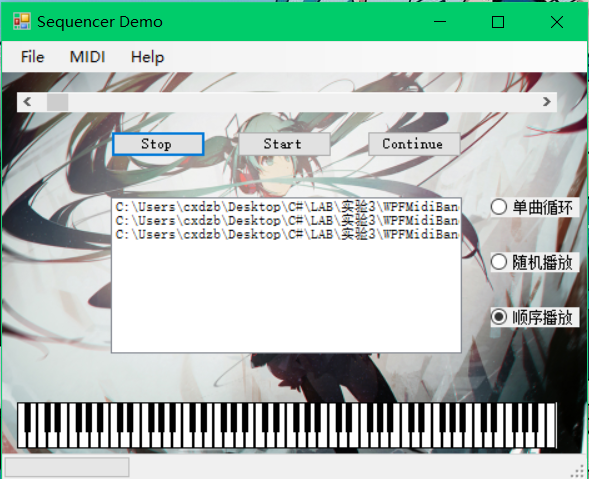 Sequencer Demo
File MIDI Help
Stop Start Continue
C:\Users\cxdzb\Desktop\C#\LAB\实验3\WPFMidiBan
C:\Users\cxdzb\Desktop\C#\LAB\实验3\WPFMidiBan
C:\Users\cxdzb\Desktop\C#\LAB\实验3\WPFMidiBan
单曲循环
随机播放
顺序播放